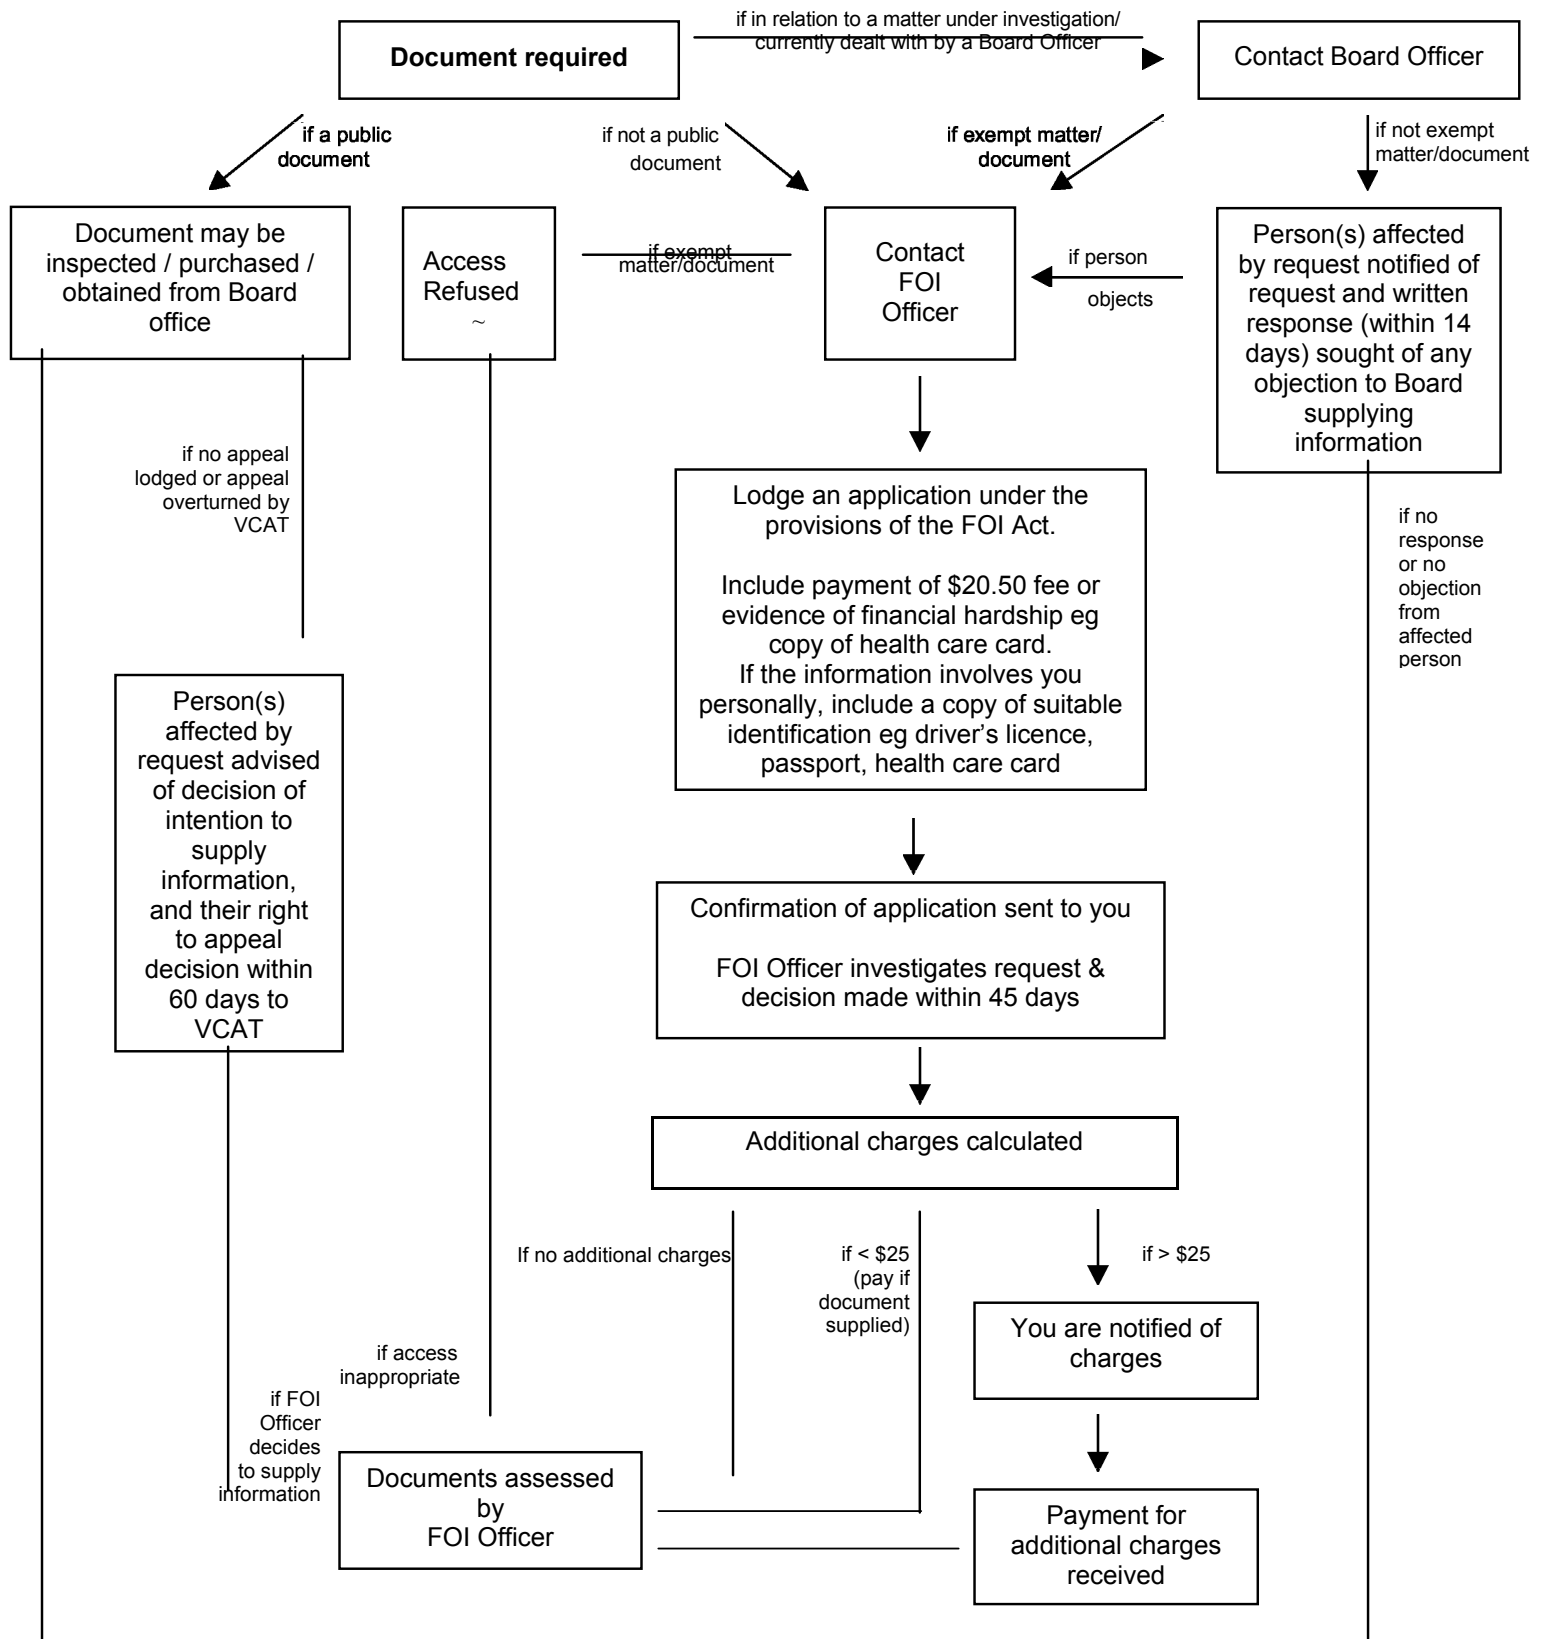 if in relation to a matter under investigation/
currently dealt with by a Board Officer
Document required
Contact Board Officer
if a public
document
if not a public
document
if exempt matter/
document
if not exempt
matter/document
Document may be
inspected / purchased /
obtained from Board
office
Access
Refused
~
if exempt
matter/document
Contact
FOI
Officer
if person
objects
Person(s) affected
by request notified of
request and written
response (within 14
days) sought of any
objection to Board
supplying
information
if no appeal
lodged or appeal
overturned by
VCAT
Lodge an application under the
provisions of the FOI Act.
Include payment of $20.50 fee or
evidence of financial hardship eg
copy of health care card.
If the information involves you
personally, include a copy of suitable
identification eg driver’s licence,
passport, health care card
if no
response
or no
objection
from
affected
person
Person(s)
affected by
request advised
of decision of
intention to
supply
information,
and their right
to appeal
decision within
60 days to
VCAT
Confirmation of application sent to you
FOI Officer investigates request &
decision made within 45 days
Additional charges calculated
If no additional charges
if < $25
(pay if
document
supplied)
if > $25
You are notified of
charges
if access
inappropriate
if FOI
Officer
decides
to supply
information
Documents assessed
by
FOI Officer
Payment for
additional charges
received